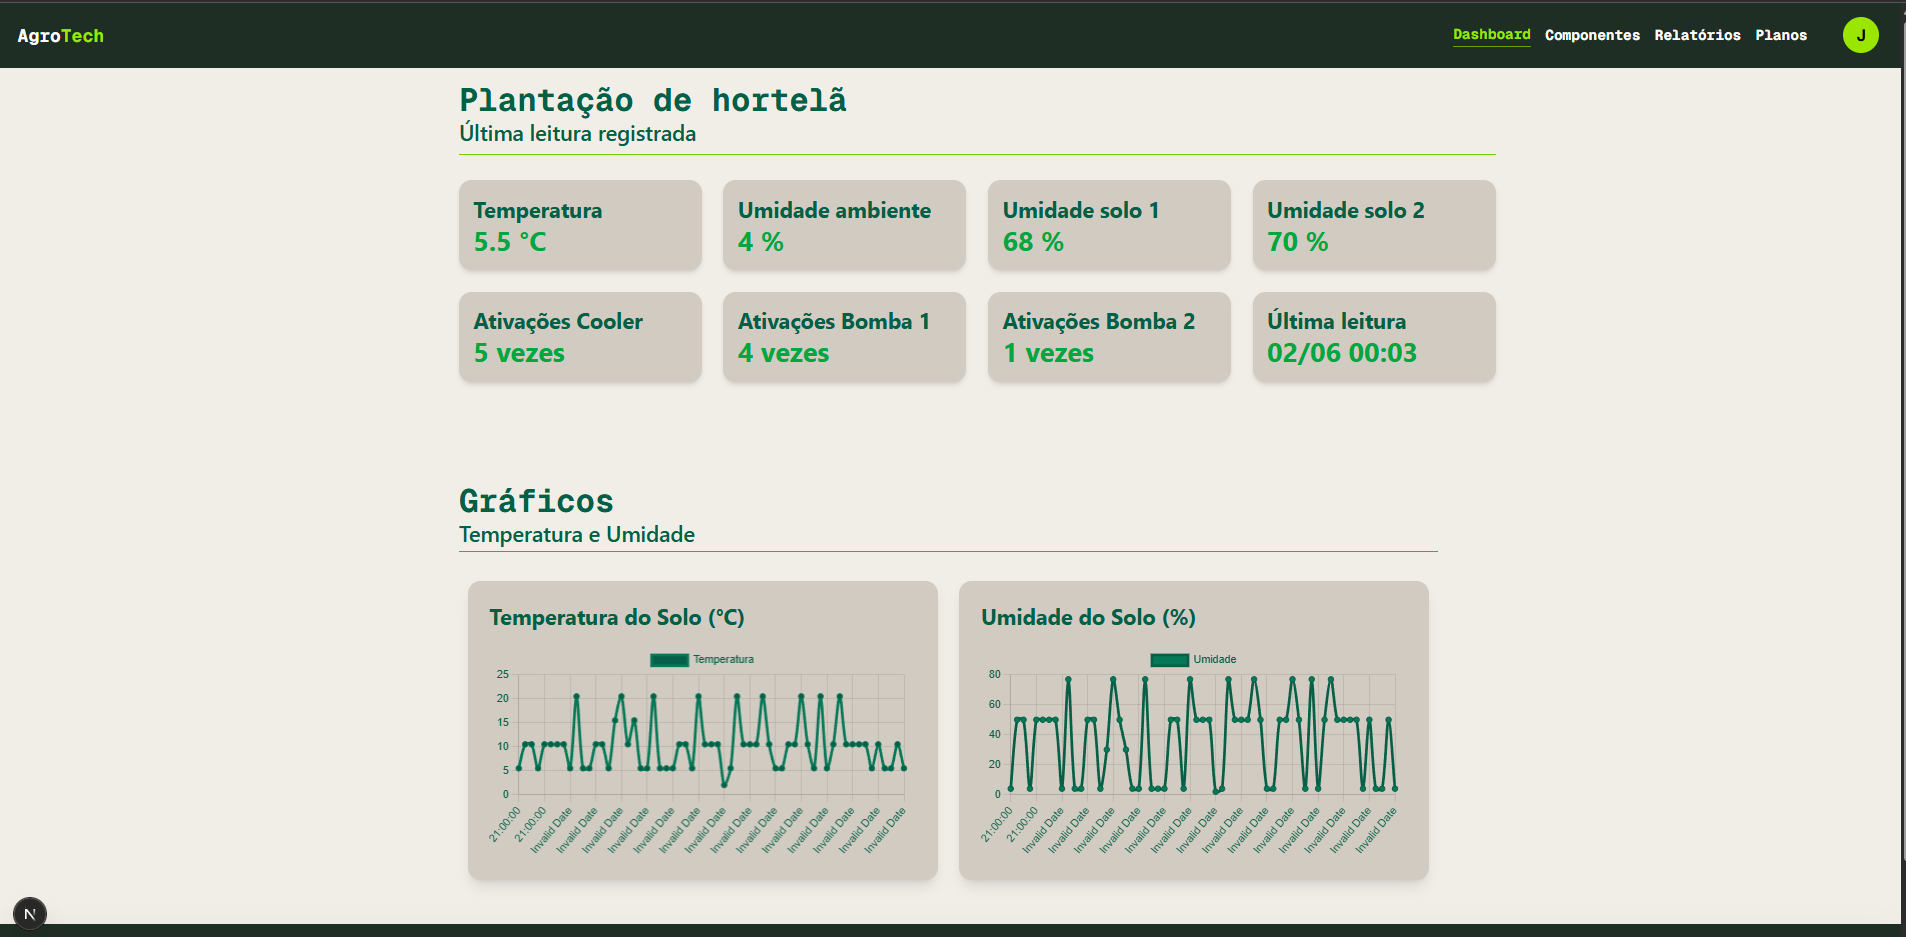 AgroTech
Dashboard Componentes Relatórios Planos J
Plantação de hortelã
Última leitura registrada
Temperatura
5.5 °C
Umidade ambiente
4 %
Umidade solo 1
68 %
Umidade solo 2
70 %
Ativações Cooler
5 vezes
Ativações Bomba 1
4 vezes
Ativações Bomba 2
1 vezes
Última leitura
02/06 00:03
Gráficos
Temperatura e Umidade
Temperatura do Solo (°C)
Temperatura
25
20
15
10
5
0
21:00:00
21:00:00
Invalid Date
Invalid Date
Invalid Date
Invalid Date
Invalid Date
Invalid Date
Invalid Date
Invalid Date
Invalid Date
Invalid Date
Invalid Date
Invalid Date
Invalid Date
Invalid Date
Umidade do Solo (%)
Umidade
80
60
40
20
0
21:00:00
21:00:00
Invalid Date
Invalid Date
Invalid Date
Invalid Date
Invalid Date
Invalid Date
Invalid Date
Invalid Date
Invalid Date
Invalid Date
Invalid Date
Invalid Date
Invalid Date
Invalid Date
N